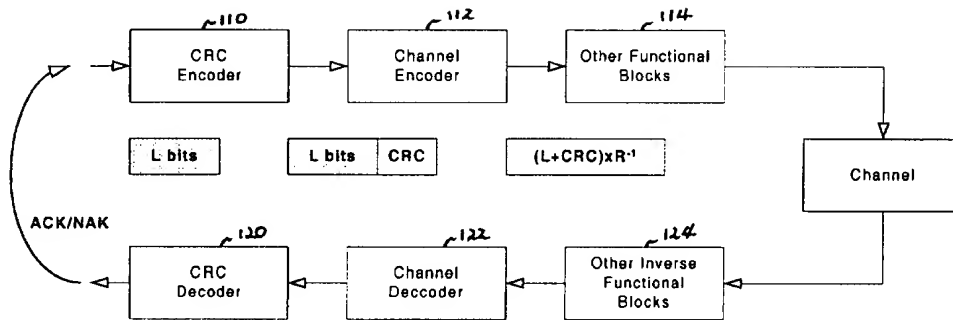 110
112
114
CRC
Encoder
Channel
Encoder
Other Functional
Blocks
L bits
L bits
CRC
(L+CRC)xR⁻¹
Channel
ACK/NAK
120
122
124
CRC
Decoder
Channel
Deccoder
Other Inverse
Functional
Blocks